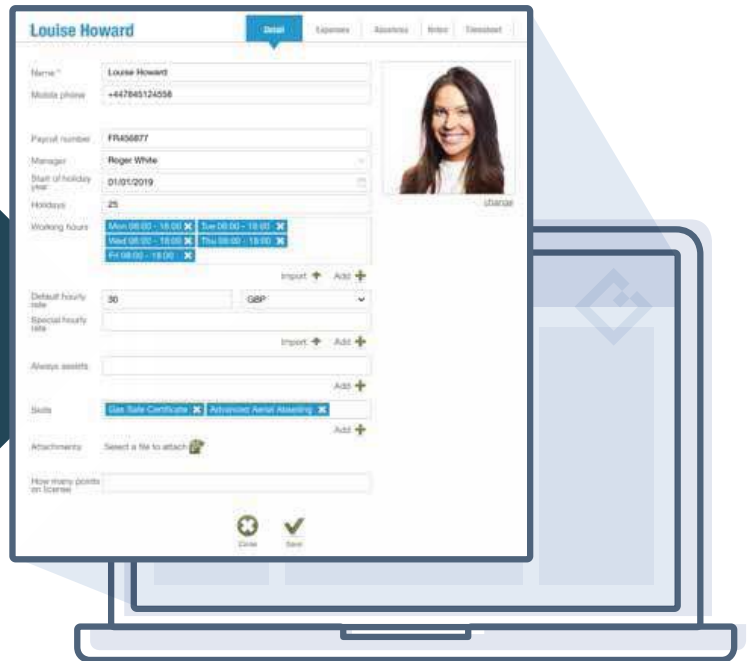 Louise Howard
Detail Expenses Absences Notes Timesheet
Name * Louise Howard
Mobile phone +447845124558
Payroll number FR456877
Manager Roger White
Start of holiday
year 01/01/2019
change
Holidays 25
Working hours Mon 08:00 - 18:00 Tue 08:00 - 18:00
Wed 08:00 - 18:00 Thu 08:00 - 18:00
Fri 08:00 - 18:00
Import Add
Default hourly
rate 30 GBP
Special hourly
rate
Import Add
Always assists
Add
Skills Gas Safe Certificate Advanced Aerial Abseiling
Add
Attachments Select a file to attach
How many points
on license
Close Save